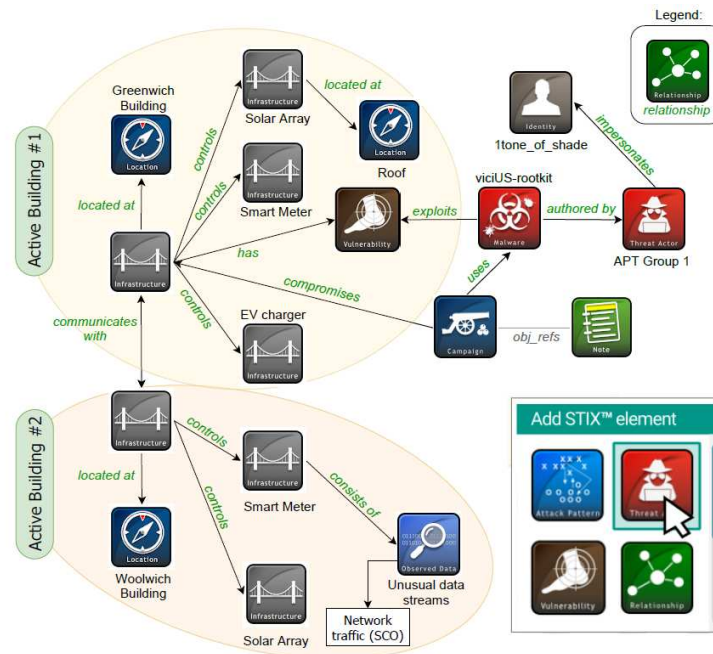 Legend:
Relationship
relationship
Active Building #1
Greenwich
Building
Location
located at
Infrastructure
controls
Infrastructure
Solar Array
located at
Location
Roof
controls
Infrastructure
Smart Meter
has
Vulnerability
exploits
viciUS-rootkit
Malware
authored by
Threat Actor
APT Group 1
impersonates
Identity
1tone_of_shade
compromises
uses
Campaign
obj_refs
Note
controls
EV charger
Infrastructure
communicates
with
Active Building #2
Infrastructure
located at
Location
Woolwich
Building
controls
Infrastructure
Smart Meter
consists of
Observed Data
Unusual data
streams
Network
traffic (SCO)
controls
Infrastructure
Solar Array
Add STIX™ element
Attack Pattern
Threat
Vulnerability
Relationship